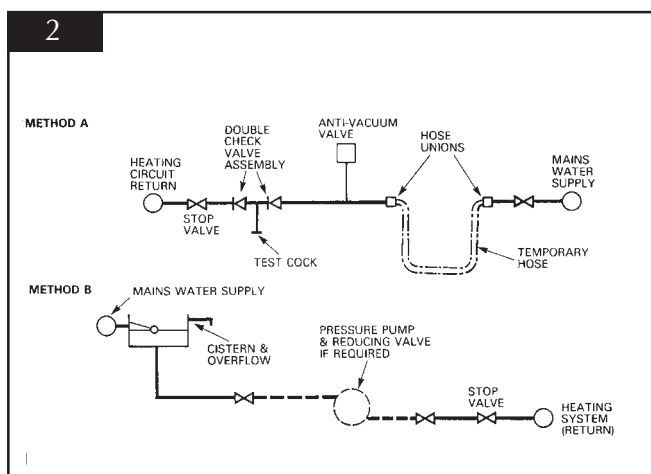 2
METHOD A
HEATING
CIRCUIT
RETURN
STOP
VALVE
DOUBLE
CHECK
VALVE
ASSEMBLY
TEST COCK
ANTI-VACUUM
VALVE
HOSE
UNIONS
MAINS
WATER
SUPPLY
TEMPORARY
HOSE
METHOD B
MAINS WATER SUPPLY
CISTERN &
OVERFLOW
PRESSURE PUMP
& REDUCING VALVE
IF REQUIRED
STOP
VALVE
HEATING
SYSTEM
(RETURN)